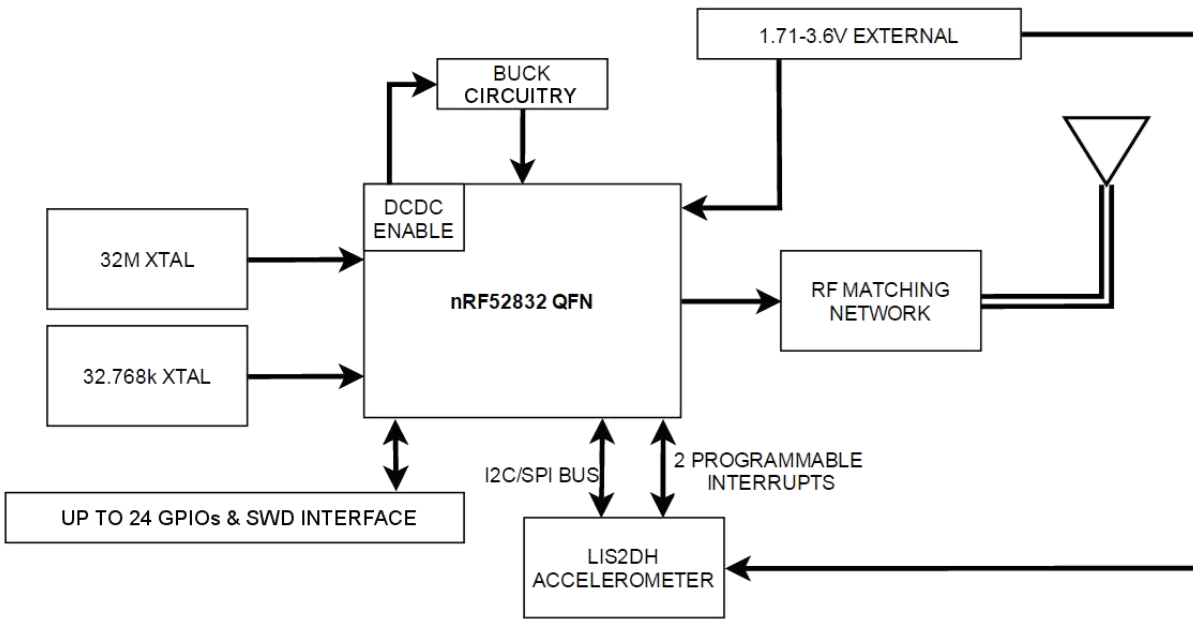 1.71-3.6V EXTERNAL
BUCK
CIRCUITRY
DCDC
ENABLE
32M XTAL
nRF52832 QFN
RF MATCHING
NETWORK
32.768k XTAL
I2C/SPI BUS
2 PROGRAMMABLE
INTERRUPTS
UP TO 24 GPIOs & SWD INTERFACE
LIS2DH
ACCELEROMETER